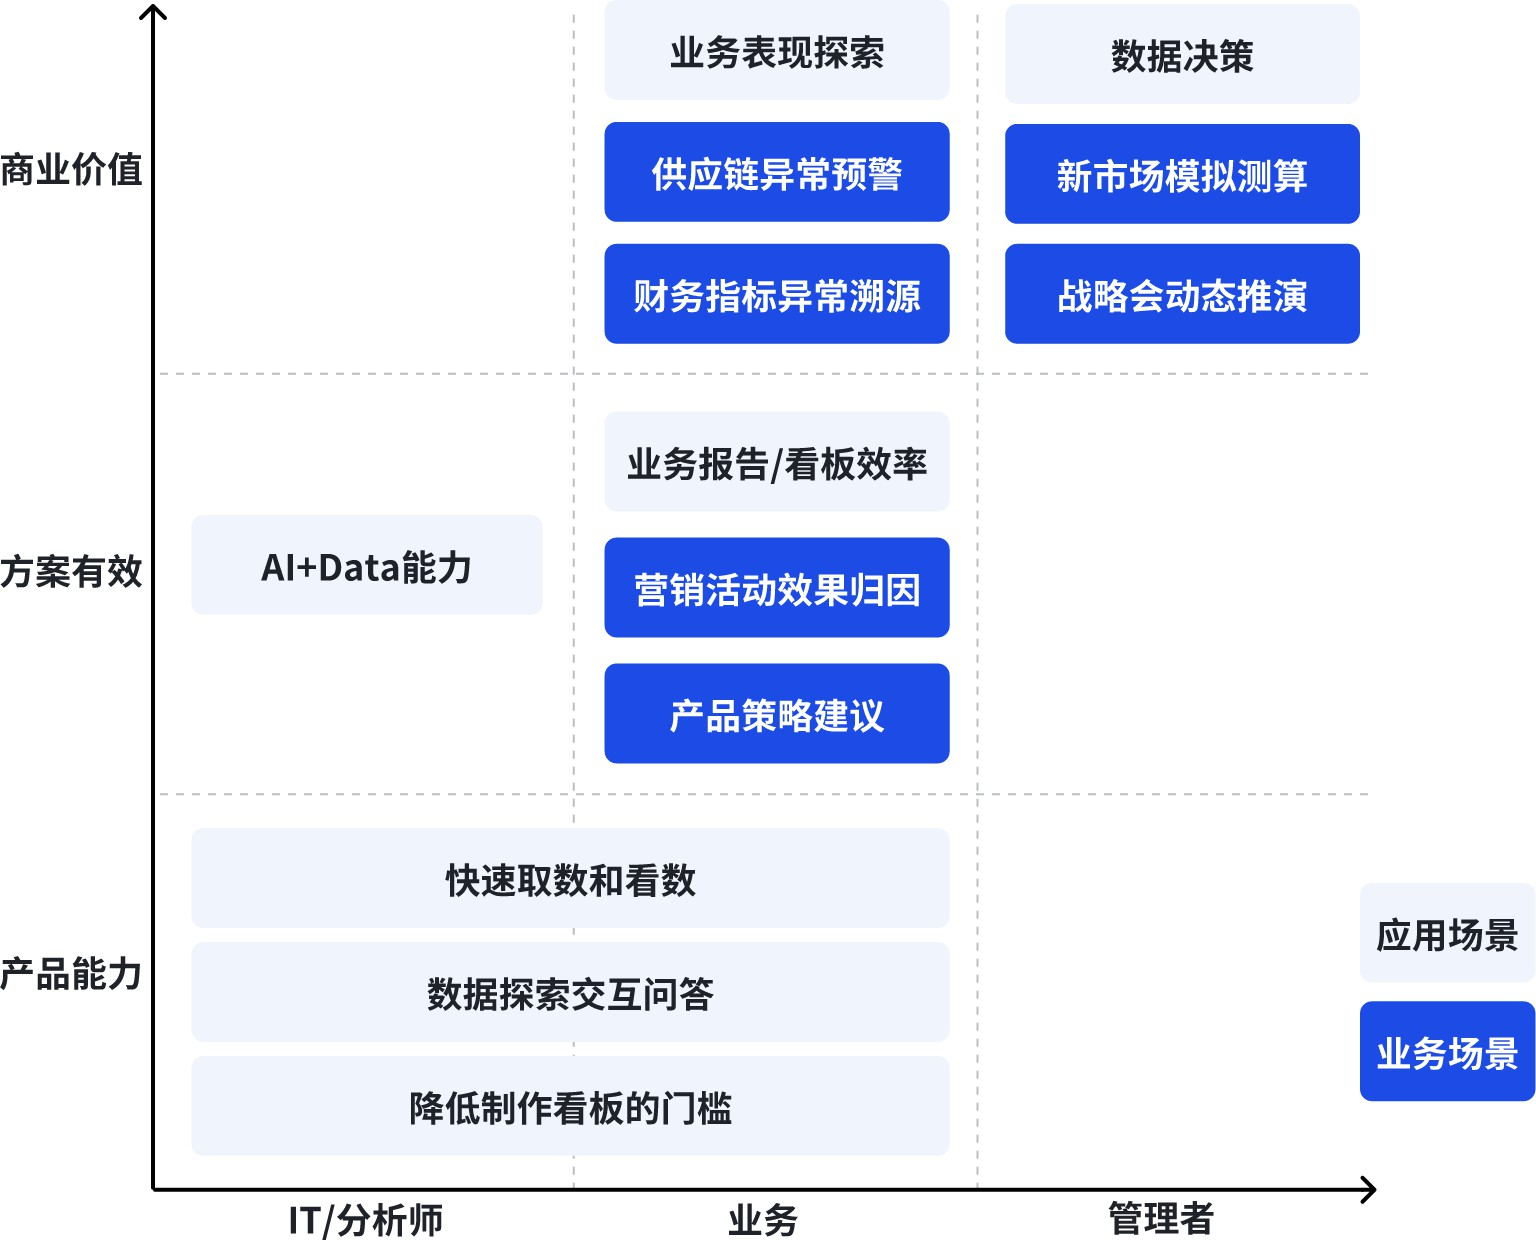 业务表现探索
数据决策
商业价值
供应链异常预警
新市场模拟测算
财务指标异常溯源
战略会动态推演
业务报告/看板效率
方案有效
AI+Data能力
营销活动效果归因
产品策略建议
快速取数和看数
产品能力
数据探索交互问答
降低制作看板的门槛
应用场景
业务场景
IT/分析师
业务
管理者